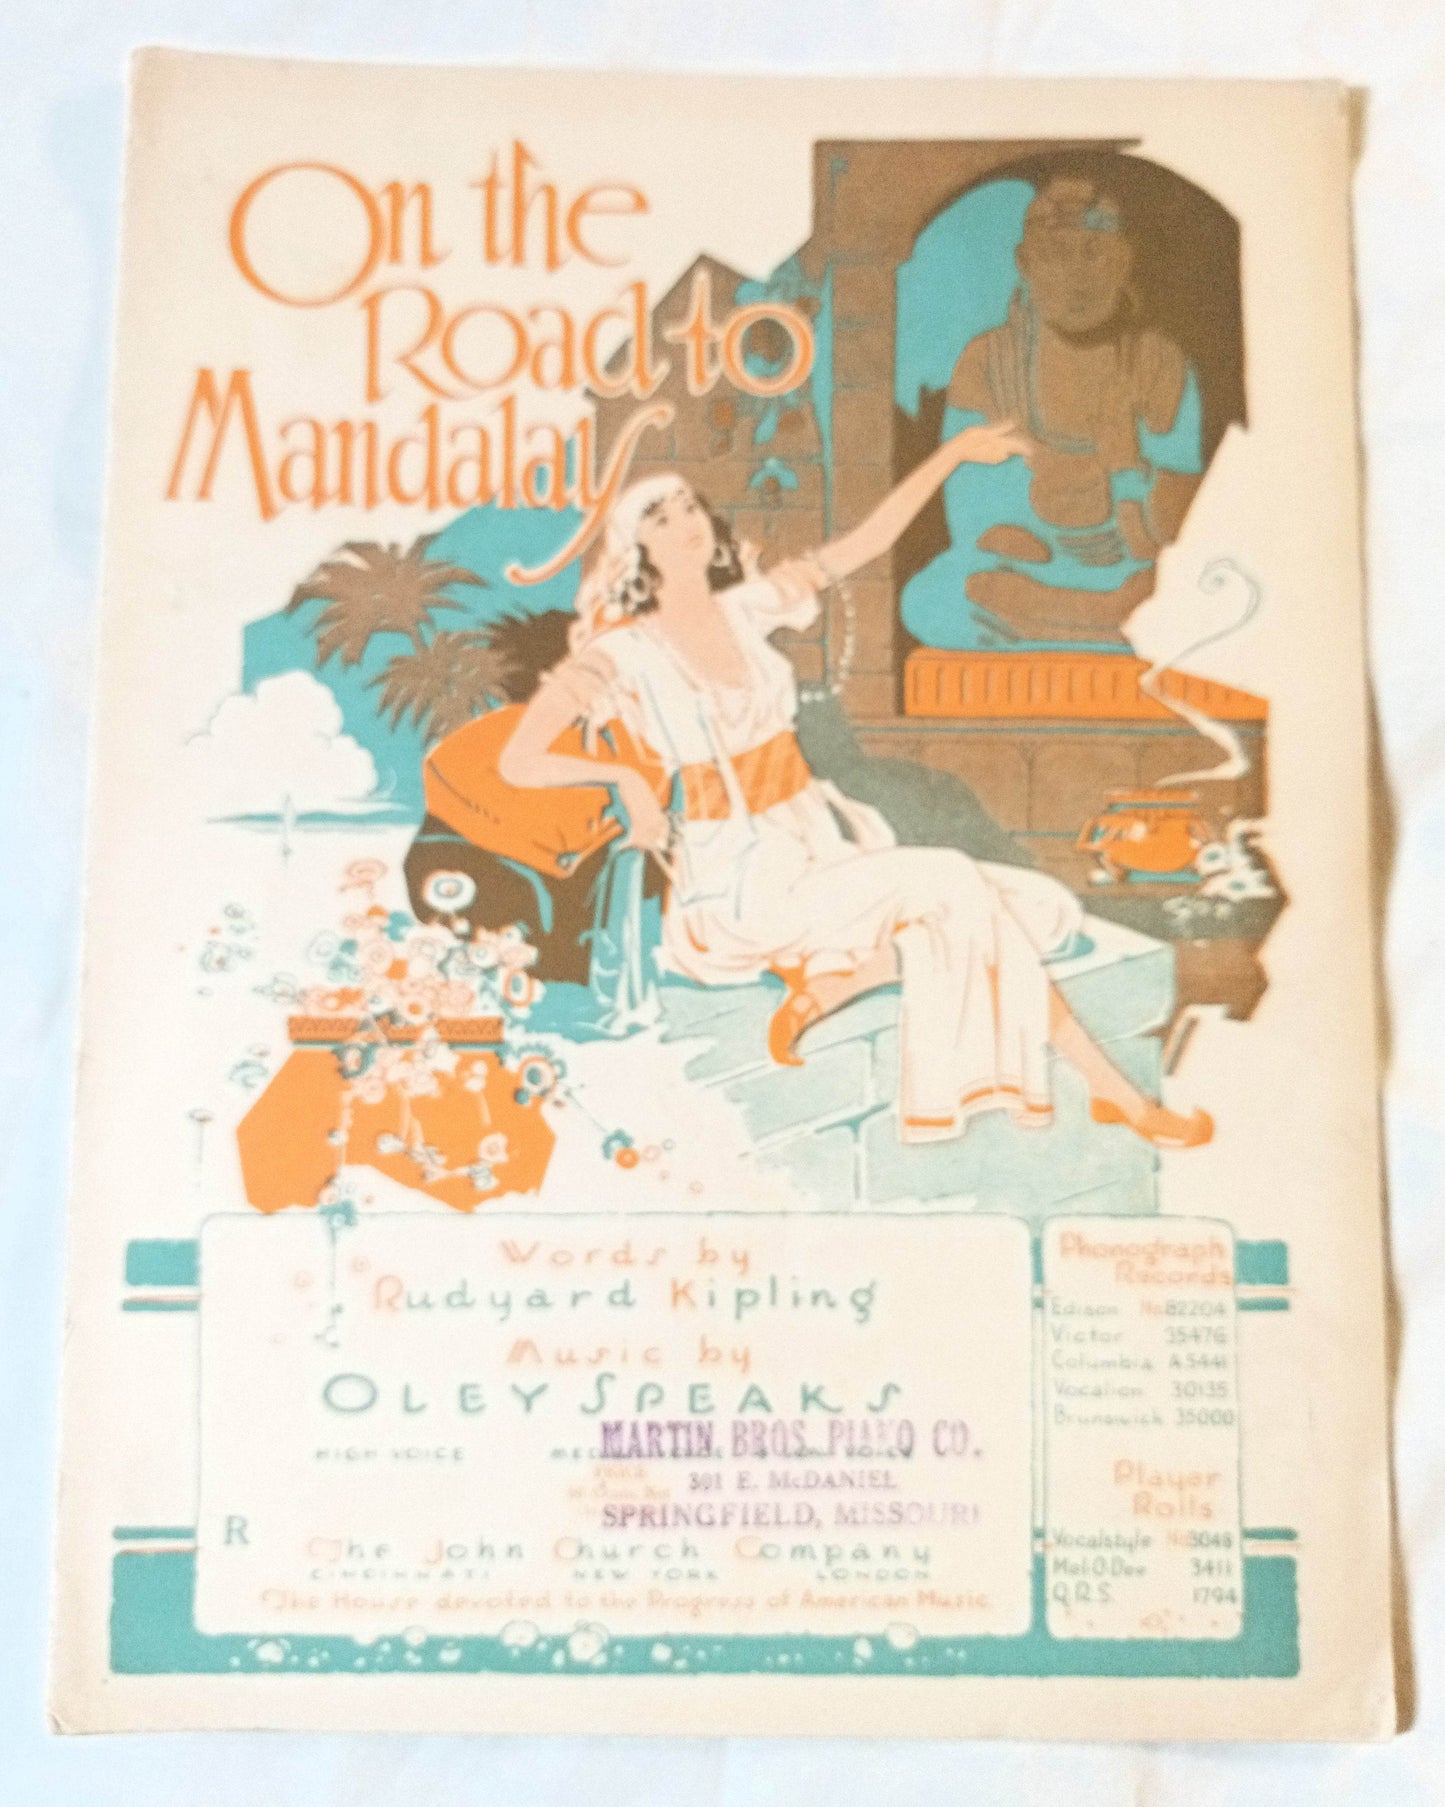 On the
Road to
Mandalay
Words by
Rudyard Kipling
Music by
OLEY SPEAKS
HIGH VOICE
MARTIN BROS. PIANO CO.
301 E. McDANIEL
SPRINGFIELD, MISSOURI
R
The John Church Company
CINCINNATI NEW YORK LONDON
The House devoted to the Progress of American Music
Phonograph
Records
Edison No. 82204
Victor 35476
Columbia A5441
Vocalion 30135
Brunswick 35000
Player
Rolls
Vocalstyle No. 3048
Mel-O-Dee 3411
Q.R.S. 1794